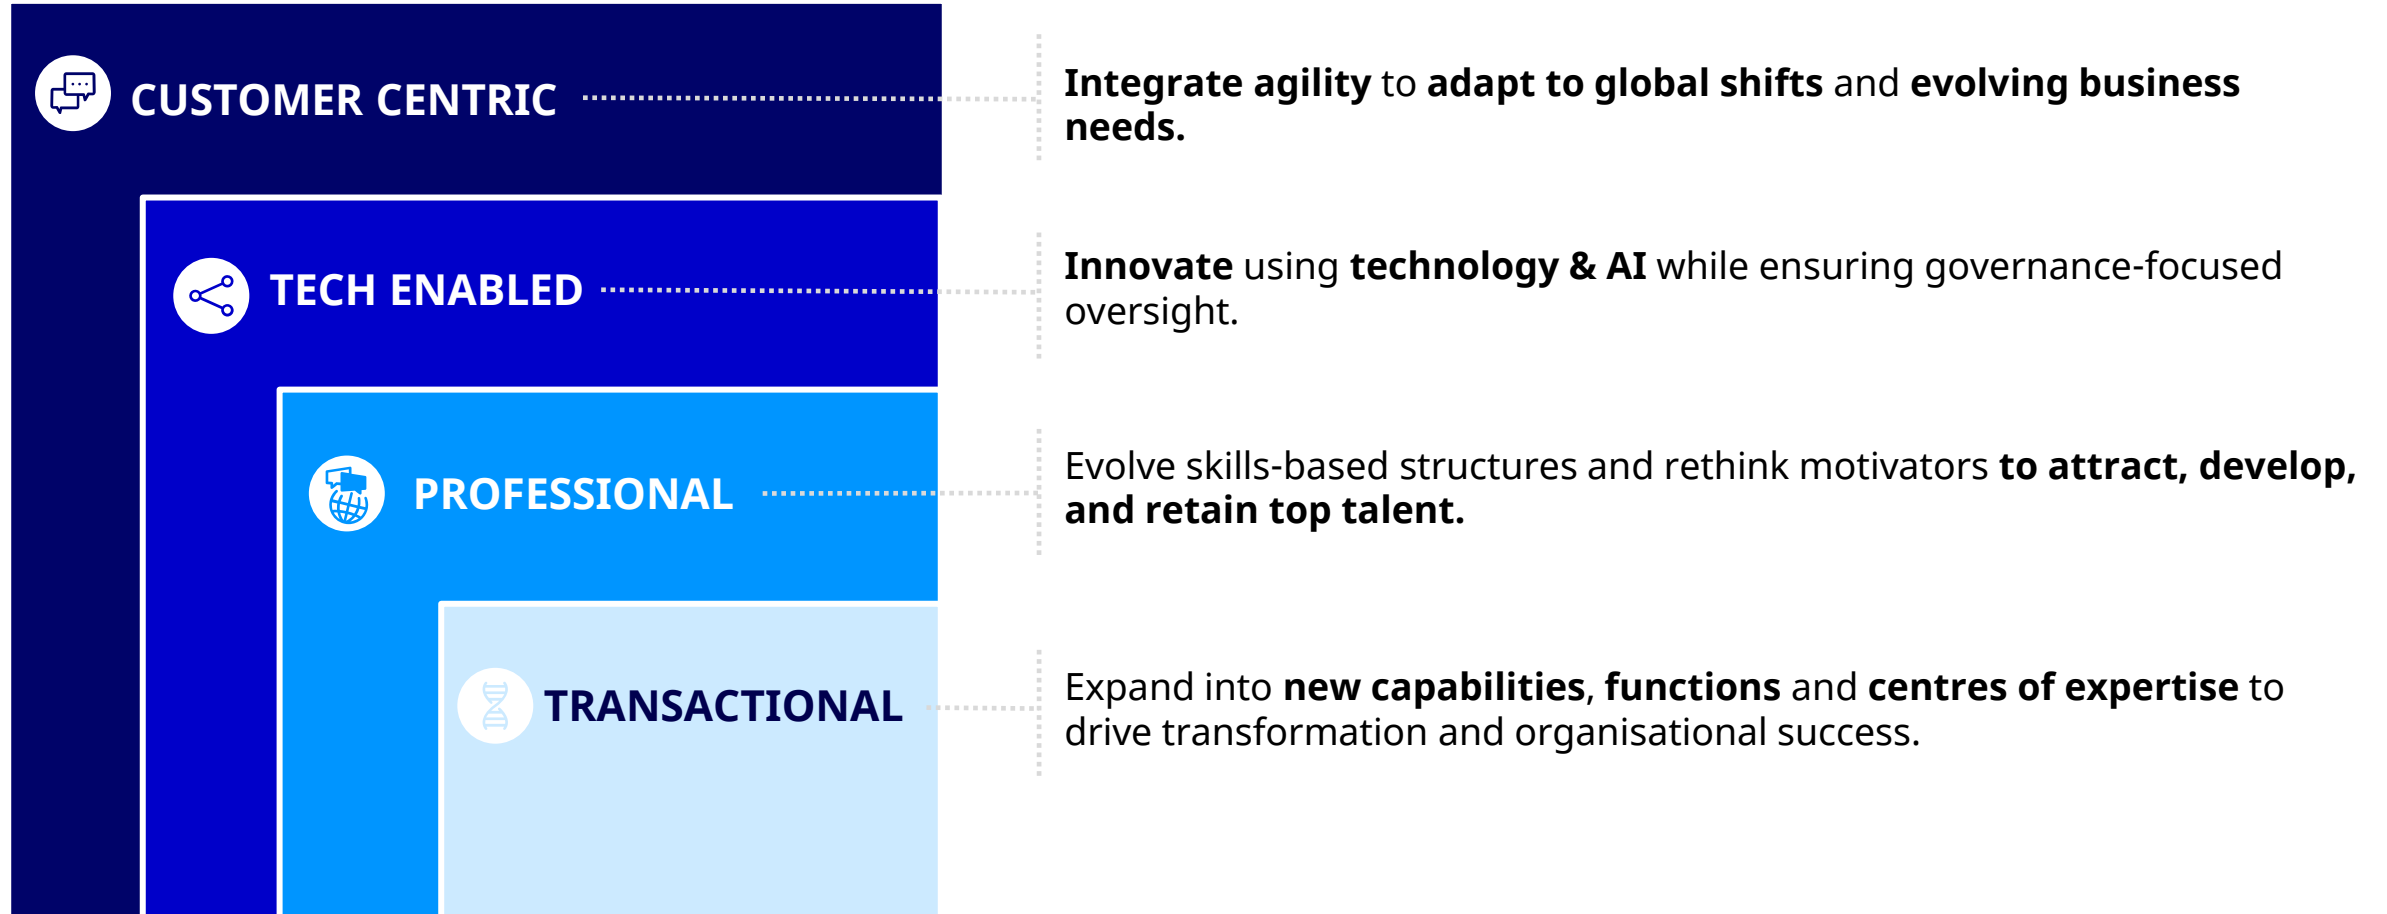 CUSTOMER CENTRIC
Integrate agility to adapt to global shifts and evolving business
needs.
TECH ENABLED
Innovate using technology & AI while ensuring governance-focused
oversight.
PROFESSIONAL
Evolve skills-based structures and rethink motivators to attract, develop,
and retain top talent.
TRANSACTIONAL
Expand into new capabilities, functions and centres of expertise to
drive transformation and organisational success.